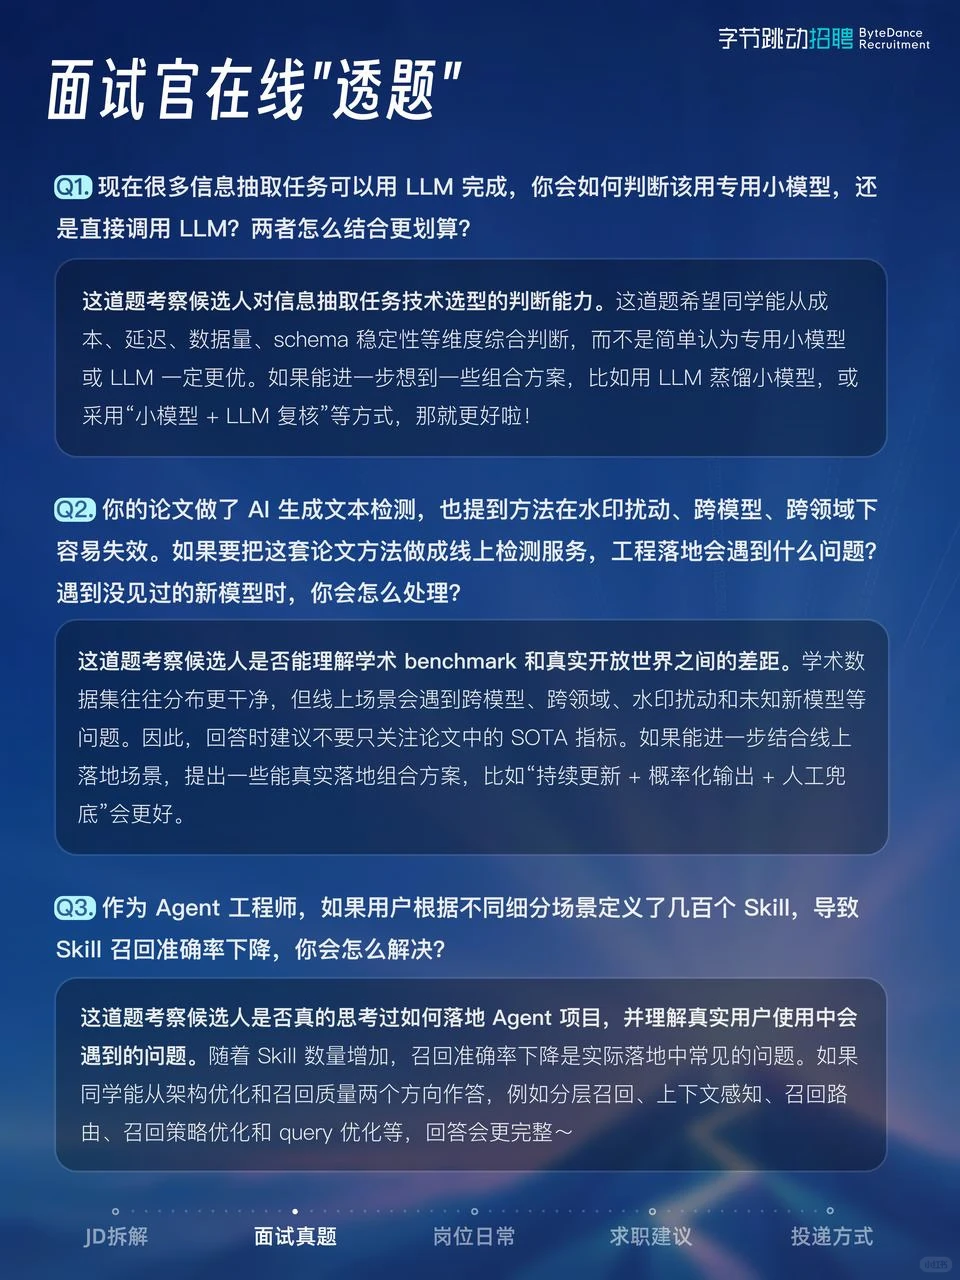 字节跳动招聘 ByteDance Recruitment
面试官在线"透题"
Q1. 现在很多信息抽取任务可以用 LLM 完成，你会如何判断该用专用小模型，还
是直接调用 LLM？两者怎么结合更划算？
这道题考察候选人对信息抽取任务技术选型的判断能力。这道题希望同学能从成
本、延迟、数据量、schema 稳定性等维度综合判断，而不是简单认为专用小模型
或 LLM 一定更优。如果能进一步想到一些组合方案，比如用 LLM 蒸馏小模型，或
采用“小模型 + LLM 复核”等方式，那就更好啦！
Q2. 你的论文做了 AI 生成文本检测，也提到方法在水印扰动、跨模型、跨领域下
容易失效。如果要把这套论文方法做成线上检测服务，工程落地会遇到什么问题？
遇到没见过的新模型时，你会怎么处理？
这道题考察候选人是否能理解学术 benchmark 和真实开放世界之间的差距。学术数
据集往往分布更干净，但线上场景会遇到跨模型、跨领域、水印扰动和未知新模型等
问题。因此，回答时建议不要只关注论文中的 SOTA 指标。如果能进一步结合线上
落地场景，提出一些能真实落地组合方案，比如“持续更新 + 概率化输出 + 人工兜
底”会更好。
Q3. 作为 Agent 工程师，如果用户根据不同细分场景定义了几百个 Skill，导致
Skill 召回准确率下降，你会怎么解决？
这道题考察候选人是否真的思考过如何落地 Agent 项目，并理解真实用户使用中会
遇到的问题。随着 Skill 数量增加，召回准确率下降是实际落地中常见的问题。如果
同学能从架构优化和召回质量两个方向作答，例如分层召回、上下文感知、召回路
由、召回策略优化和 query 优化等，回答会更完整～
JD拆解 面试真题 岗位日常 求职建议 投递方式
小红书